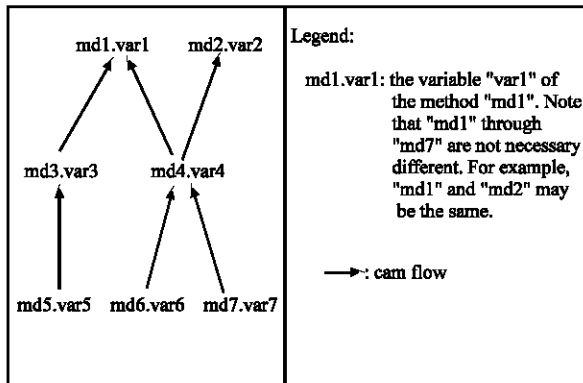 md1.var1 md2.var2
md3.var3 md4.var4
md5.var5 md6.var6 md7.var7
Legend:
md1.var1: the variable "var1" of
the method "md1". Note
that "md1" through
"md7" are not necessary
different. For example,
"md1" and "md2" may
be the same.
: cam flow